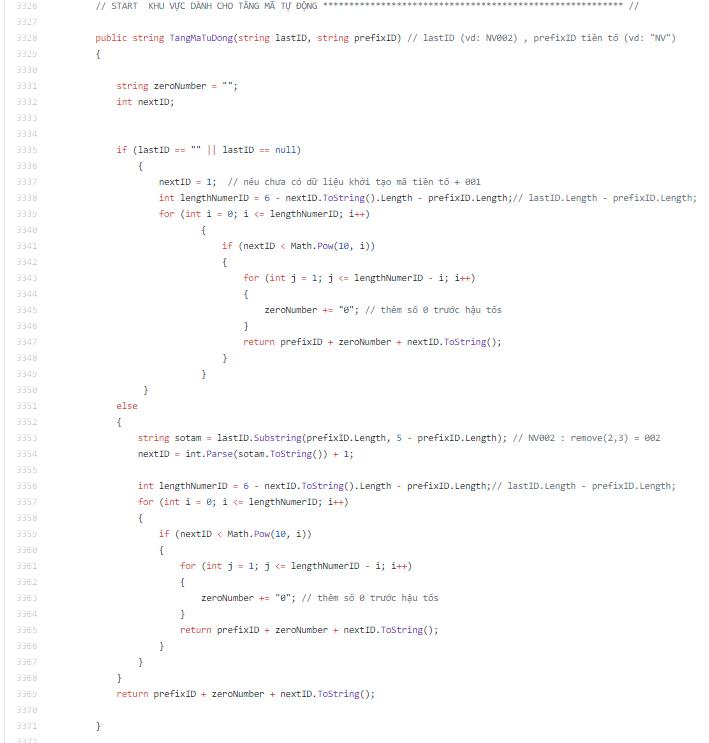 3326 // START  KHU VỰC DÀNH CHO TĂNG MÃ TỰ ĐỘNG ********************************************************* //
3327
3328 public string TangMaTuDong(string lastID, string prefixID) // lastID (vd: NV002) , prefixID tiền tố (vd: "NV")
3329 {
3330
3331 string zeroNumber = "";
3332 int nextID;
3333
3334
3335 if (lastID == "" || lastID == null)
3336 {
3337 nextID = 1;  // nếu chưa có dữ liệu khởi tạo mã tiền tố + 001
3338 int lengthNumerID = 6 - nextID.ToString().Length - prefixID.Length;// lastID.Length - prefixID.Length;
3339 for (int i = 0; i <= lengthNumerID; i++)
3340 {
3341 if (nextID < Math.Pow(10, i))
3342 {
3343 for (int j = 1; j <= lengthNumerID - i; i++)
3344 {
3345 zeroNumber += "0"; // thêm số 0 trước hậu tốs
3346 }
3347 return prefixID + zeroNumber + nextID.ToString();
3348 }
3349 }
3350 }
3351 else
3352 {
3353 string sotam = lastID.Substring(prefixID.Length, 5 - prefixID.Length); // NV002 : remove(2,3) = 002
3354 nextID = int.Parse(sotam.ToString()) + 1;
3355
3356 int lengthNumerID = 6 - nextID.ToString().Length - prefixID.Length;// lastID.Length - prefixID.Length;
3357 for (int i = 0; i <= lengthNumerID; i++)
3358 {
3359 if (nextID < Math.Pow(10, i))
3360 {
3361 for (int j = 1; j <= lengthNumerID - i; i++)
3362 {
3363 zeroNumber += "0"; // thêm số 0 trước hậu tốs
3364 }
3365 return prefixID + zeroNumber + nextID.ToString();
3366 }
3367 }
3368 }
3369 return prefixID + zeroNumber + nextID.ToString();
3370
3371 }